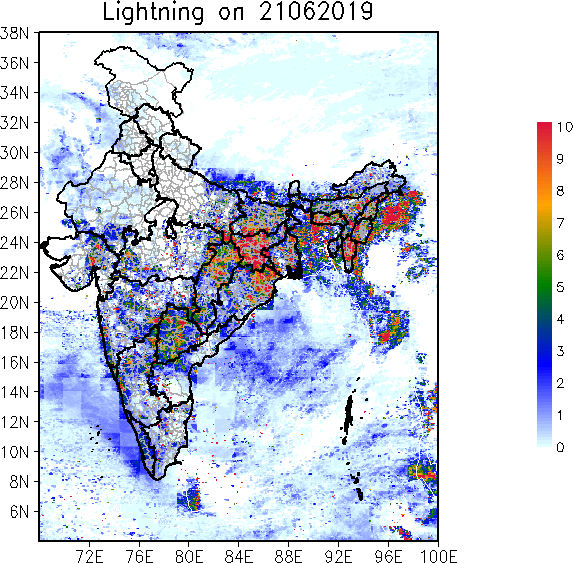 Lightning on 21062019
38N
36N
34N
32N
30N
28N
26N
24N
22N
20N
18N
16N
14N
12N
10N
8N
6N
72E 76E 80E 84E 88E 92E 96E 100E
10
9
8
7
6
5
4
3
2
1
0